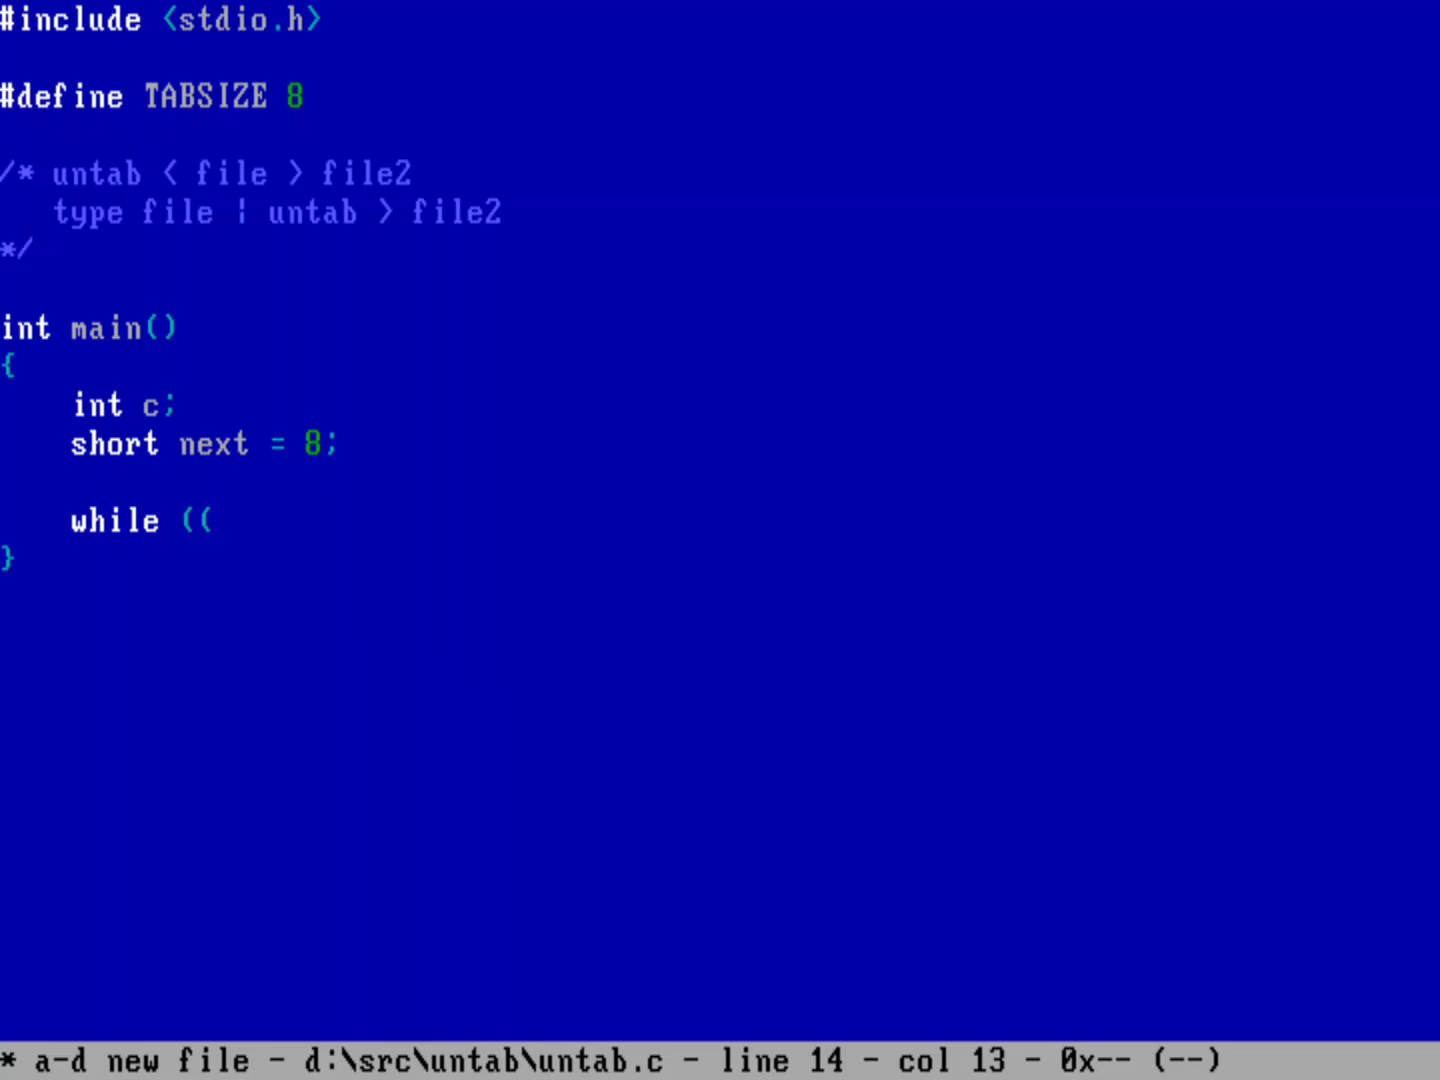 #include <stdio.h>
#define TABSIZE 8
/* untab < file > file2
   type file | untab > file2
*/
int main()
{
    int c;
    short next = 8;
    while ((
}
* a-d new file - d:\src\untab\untab.c - line 14 - col 13 - 0x-- (--)